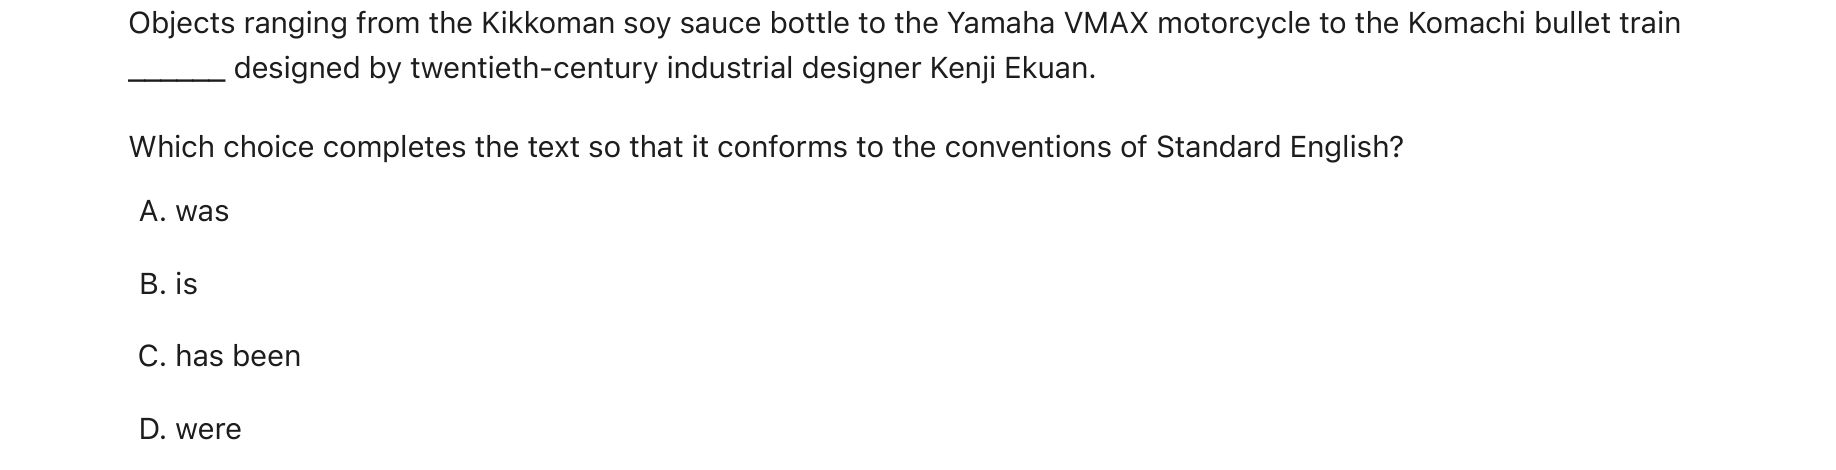 Objects ranging from the Kikkoman soy sauce bottle to the Yamaha VMAX motorcycle to the Komachi bullet train
______ designed by twentieth-century industrial designer Kenji Ekuan.
Which choice completes the text so that it conforms to the conventions of Standard English?
A. was
B. is
C. has been
D. were